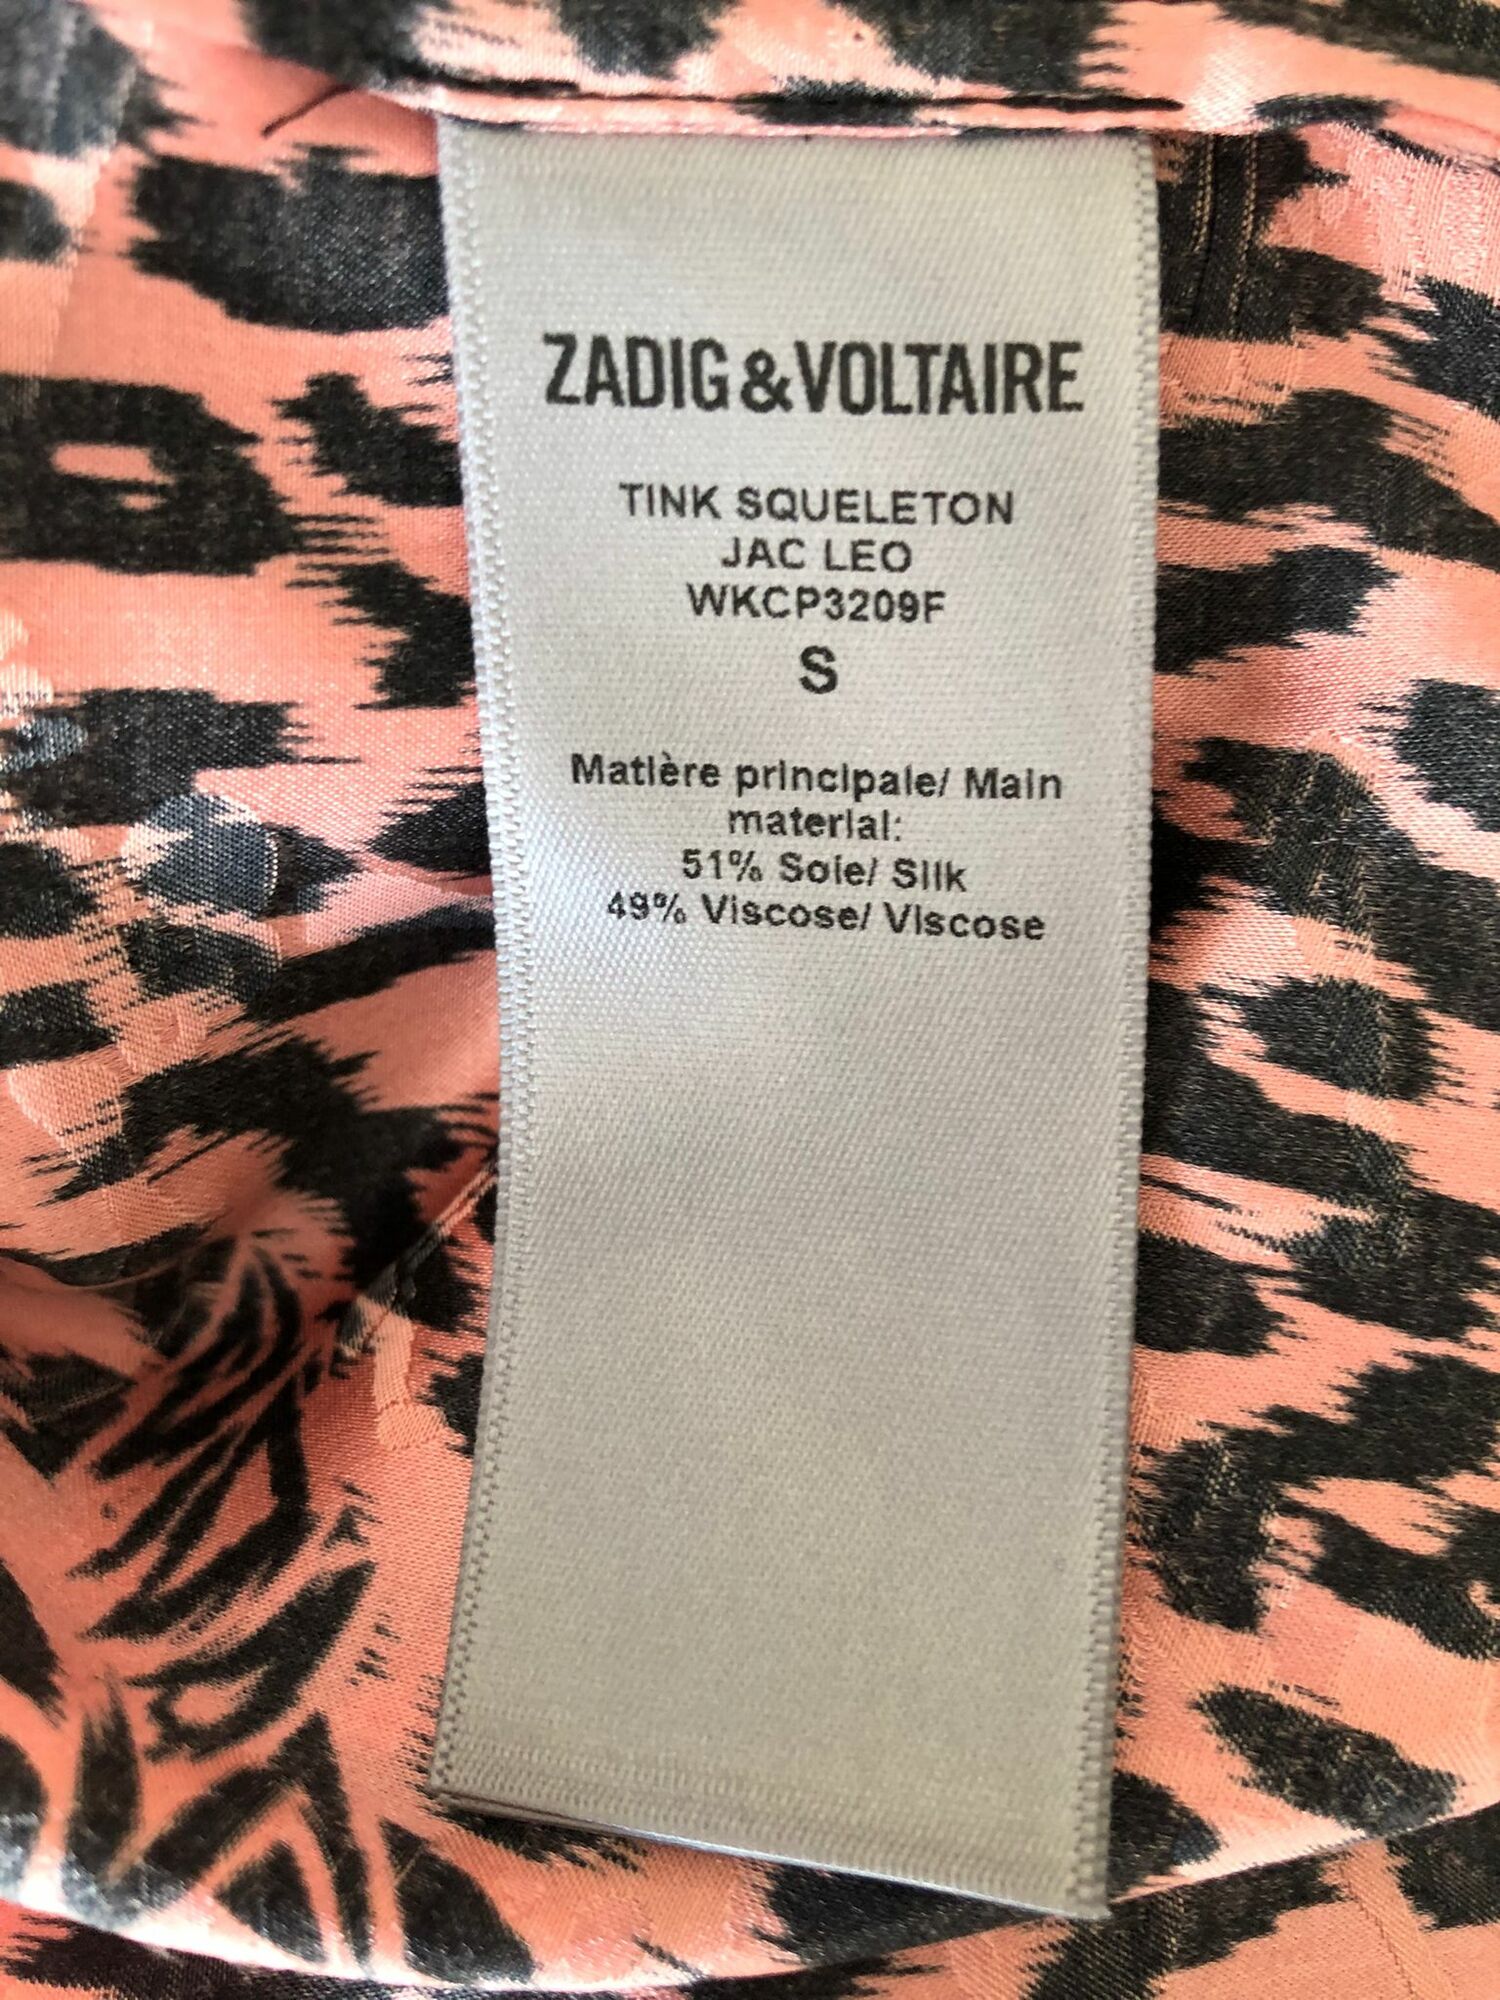 ZADIG&VOLTAIRE
TINK SQUELETON
JAC LEO
WKCP3209F
S
Matière principale/ Main
material:
51% Soie/ Silk
49% Viscose/ Viscose